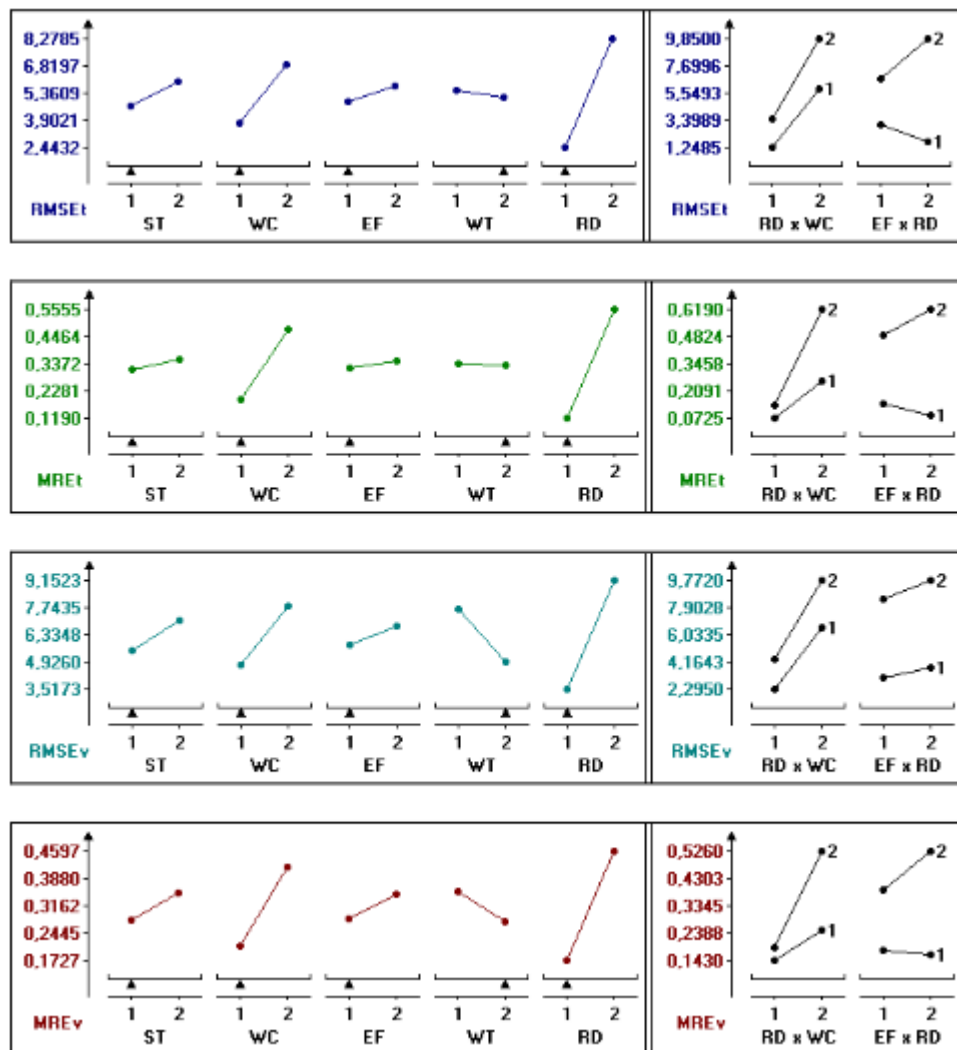 8,2785
6,8197
5,3609
3,9021
2,4432
RMSEt
1 2 1 2 1 2 1 2 1 2
ST WC EF WT RD
9,8500
7,6996
5,5493
3,3989
1,2485
RMSEt
2 2
1 1
1 2 1 2
RD x WC EF x RD
0,5555
0,4464
0,3372
0,2281
0,1190
MREt
1 2 1 2 1 2 1 2 1 2
ST WC EF WT RD
0,6190
0,4824
0,3458
0,2091
0,0725
MREt
2 2
1 1
1 2 1 2
RD x WC EF x RD
9,1523
7,7435
6,3348
4,9260
3,5173
RMSEv
1 2 1 2 1 2 1 2 1 2
ST WC EF WT RD
9,7720
7,9028
6,0335
4,1643
2,2950
RMSEv
2 2
1 1
1 2 1 2
RD x WC EF x RD
0,4597
0,3880
0,3162
0,2445
0,1727
MREv
1 2 1 2 1 2 1 2 1 2
ST WC EF WT RD
0,5260
0,4303
0,3345
0,2388
0,1430
MREv
2 2
1 1
1 2 1 2
RD x WC EF x RD